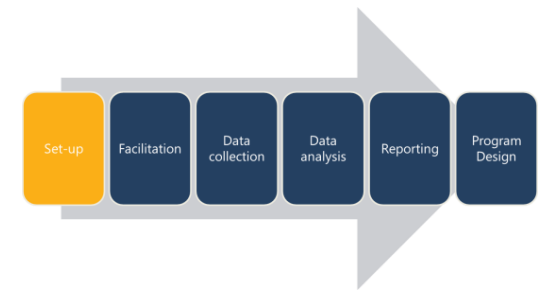 Set-up
Facilitation
Data
collection
Data
analysis
Reporting
Program
Design